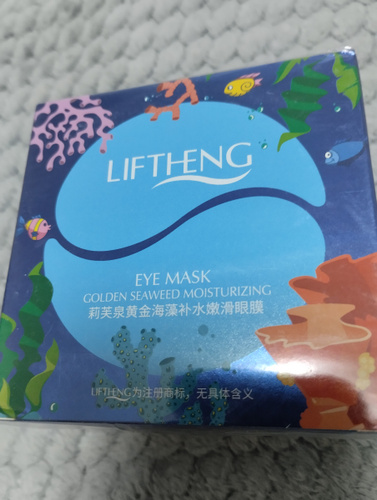 LIFTHENG
EYE MASK
GOLDEN SEAWEED MOISTURIZING
莉芙泉黄金海藻补水嫩滑眼膜
LIFTHENG为注册商标，无具体含义